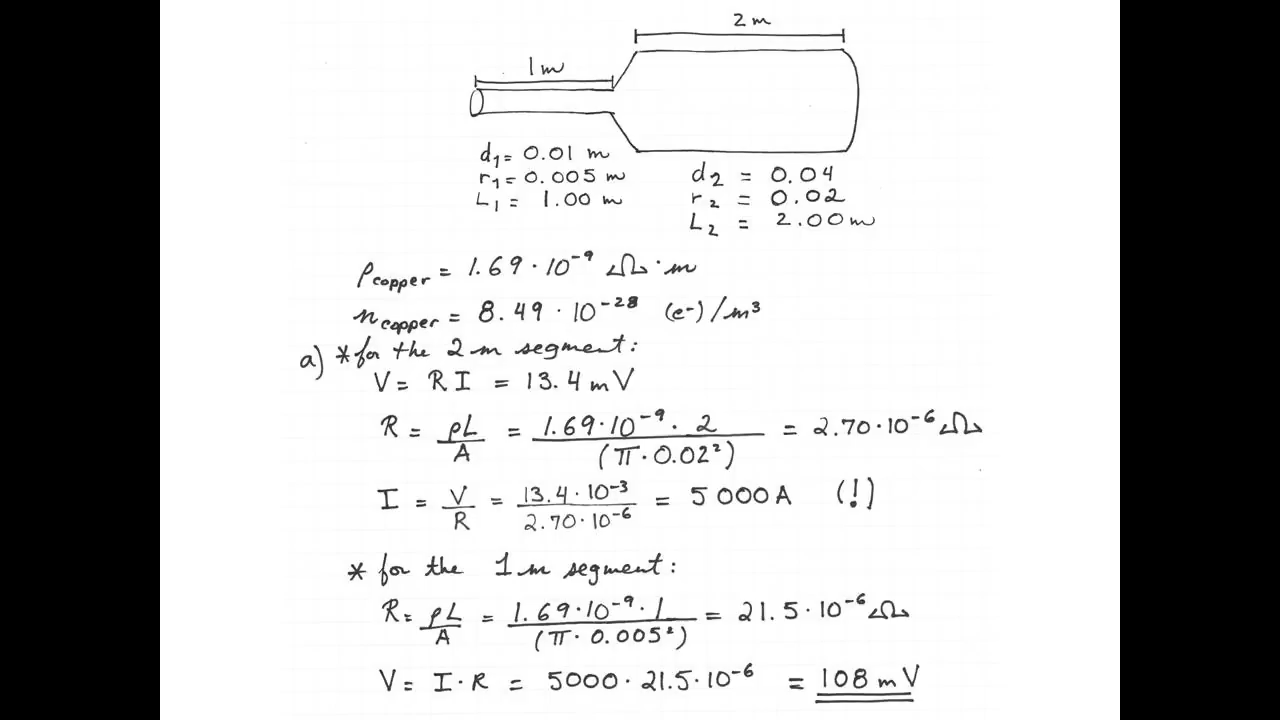 2 m
1 m
d₁ = 0.01 m
r₁ = 0.005 m
L₁ = 1.00 m
d₂ = 0.04
r₂ = 0.02
L₂ = 2.00 m
ρcopper = 1.69 · 10⁻⁹ Ω · m
ncopper = 8.49 · 10⁻²⁸ (e-)/m³
a) * for the 2 m segment:
V = R I = 13.4 mV
R = ρL/A = 1.69 · 10⁻⁹ · 2 / (π · 0.02²) = 2.70 · 10⁻⁶ Ω
I = V/R = 13.4 · 10⁻³ / 2.70 · 10⁻⁶ = 5000 A (!)
* for the 1 m segment:
R = ρL/A = 1.69 · 10⁻⁹ · 1 / (π · 0.005²) = 21.5 · 10⁻⁶ Ω
V = I · R = 5000 · 21.5 · 10⁻⁶ = 108 mV